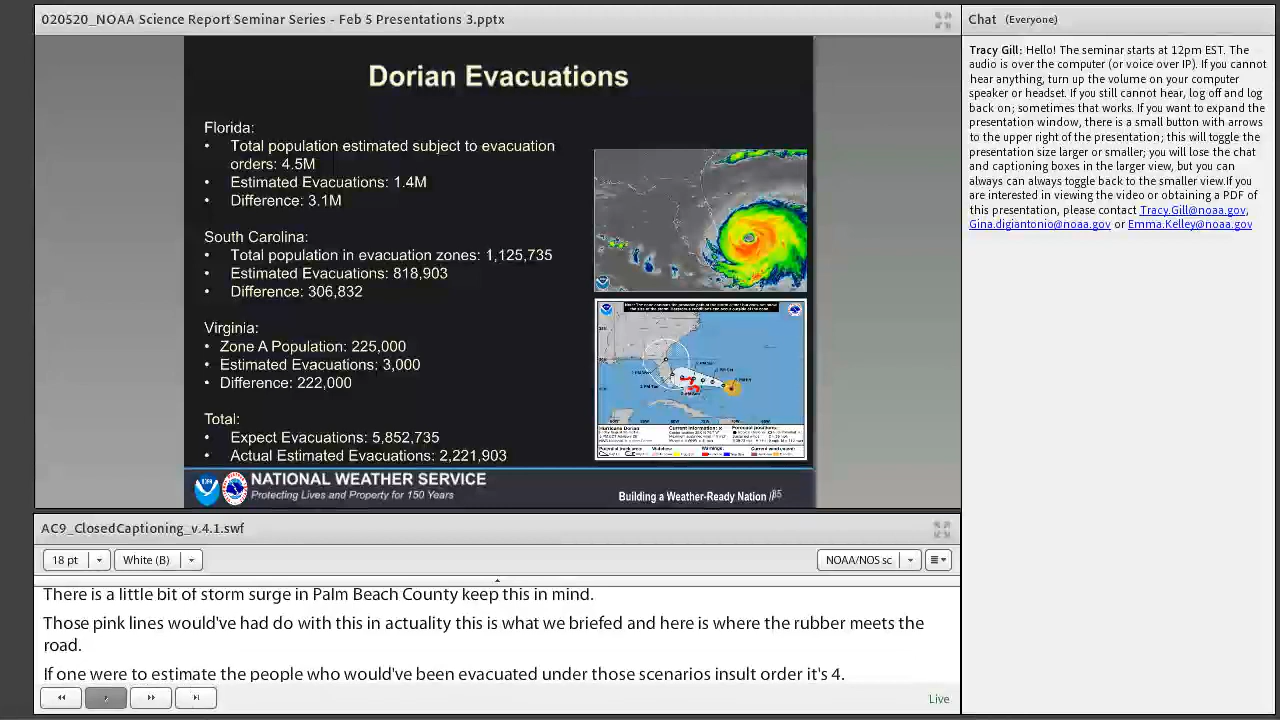 020520_NOAA Science Report Seminar Series - Feb 5 Presentations 3.pptx
Dorian Evacuations
Florida:
• Total population estimated subject to evacuation
orders: 4.5M
• Estimated Evacuations: 1.4M
• Difference: 3.1M
South Carolina:
• Total population in evacuation zones: 1,125,735
• Estimated Evacuations: 818,903
• Difference: 306,832
Virginia:
• Zone A Population: 225,000
• Estimated Evacuations: 3,000
• Difference: 222,000
Total:
• Expect Evacuations: 5,852,735
• Actual Estimated Evacuations: 2,221,903
Hurricane Dorian
Current information: x
Forecast positions:
NATIONAL WEATHER SERVICE
Protecting Lives and Property for 150 Years
Building a Weather-Ready Nation // 85
AC9_ClosedCaptioning_v.4.1.swf
18 pt
White (B)
NOAA/NOS sc
There is a little bit of storm surge in Palm Beach County keep this in mind.
Those pink lines would've had do with this in actuality this is what we briefed and here is where the rubber meets the
road.
If one were to estimate the people who would've been evacuated under those scenarios insult order it's 4.
Live
Chat (Everyone)
Tracy Gill: Hello! The seminar starts at 12pm EST. The
audio is over the computer (or voice over IP). If you cannot
hear anything, turn up the volume on your computer
speaker or headset. If you still cannot hear, log off and log
back on; sometimes that works. If you want to expand the
presentation window, there is a small button with arrows
to the upper right of the presentation; this will toggle the
presentation size larger or smaller; you will lose the chat
and captioning boxes in the larger view, but you can
always can always toggle back to the smaller view.If you
are interested in viewing the video or obtaining a PDF of
this presentation, please contact Tracy.Gill@noaa.gov,
Gina.digiantonio@noaa.gov or Emma.Kelley@noaa.gov